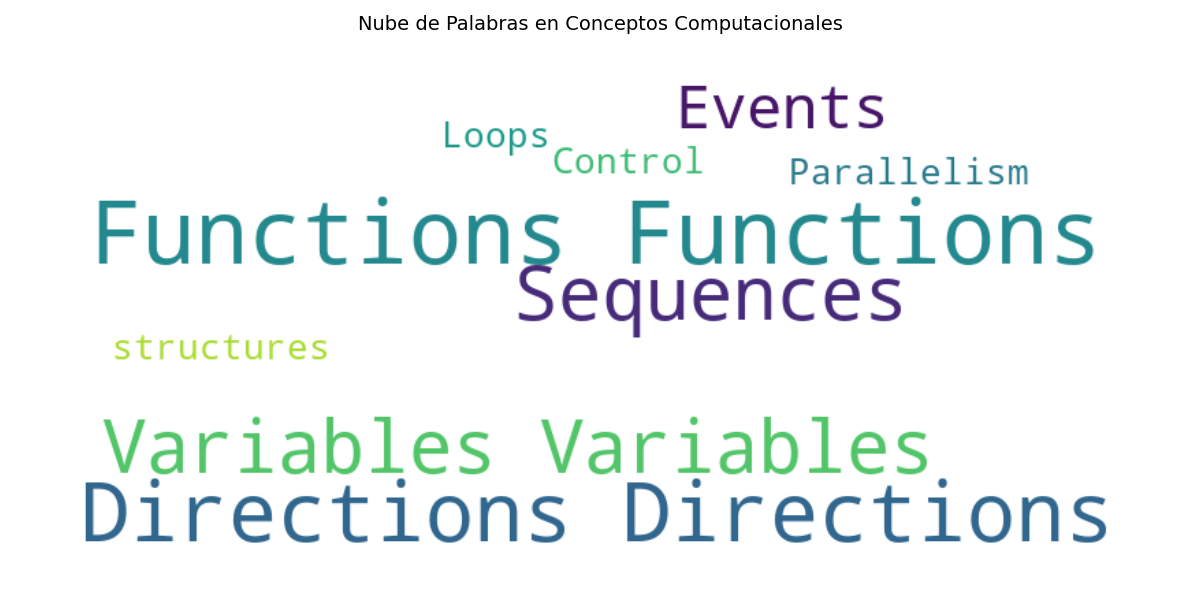 Nube de Palabras en Conceptos Computacionales
Events
Loops
Control
Parallelism
Functions Functions
Sequences
structures
Variables Variables
Directions Directions